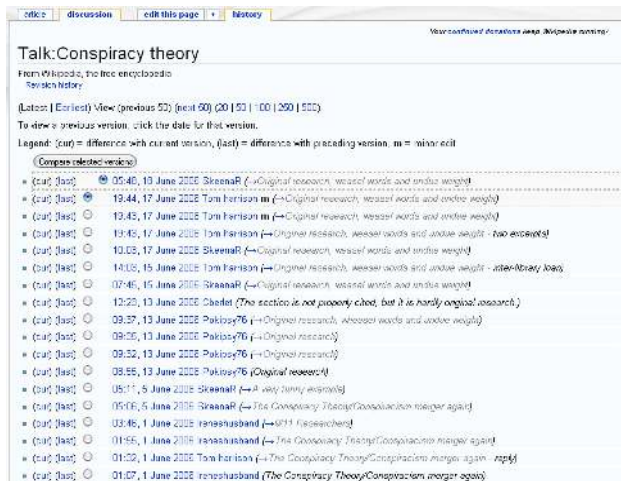 article discussion edit this page + history
Your continued donations keep Wikipedia running!
Talk:Conspiracy theory
From Wikipedia, the free encyclopedia
Revision history
(Latest | Earliest) View (previous 50) (next 50) (20 | 50 | 100 | 250 | 500)
To view a previous version, click the date for that version.
Legend: (cur) = difference with current version, (last) = difference with preceding version, m = minor edit
Compare selected versions
(cur) (last) 05:40, 18 June 2006 SkeenaR (→Original research, weasel words and undue weight)
(cur) (last) 19:44, 17 June 2006 Tom harrison m (→Original research, weasel words and undue weight)
(cur) (last) 19:43, 17 June 2006 Tom harrison m (→Original research, weasel words and undue weight)
(cur) (last) 19:43, 17 June 2006 Tom harrison (→Original research, weasel words and undue weight - two excerpts)
(cur) (last) 10:03, 17 June 2006 SkeenaR (→Original research, weasel words and undue weight)
(cur) (last) 14:03, 15 June 2006 Tom harrison (→Original research, weasel words and undue weight - inter-library loan)
(cur) (last) 07:45, 15 June 2006 SkeenaR (→Original research, weasel words and undue weight)
(cur) (last) 12:23, 13 June 2006 (The section is not properly cited, but it is hardly original research.)
(cur) (last) 09:37, 13 June 2006 Pokipsy76 (→Original research, wheesel words and undue weight)
(cur) (last) 09:35, 13 June 2006 Pokipsy76 (→Original research)
(cur) (last) 09:32, 13 June 2006 Pokipsy76 (→Original research)
(cur) (last) 08:55, 13 June 2006 Pokipsy76 (Original research)
(cur) (last) 05:11, 5 June 2006 SkeenaR (→A very funny example)
(cur) (last) 05:06, 5 June 2006 SkeenaR (→The Conspiracy Theory/Conspiracism merger again)
(cur) (last) 03:46, 1 June 2006 Ireneshusband (→9/11 Researchers)
(cur) (last) 01:55, 1 June 2006 Ireneshusband (→The Conspiracy Theory/Conspiracism merger again)
(cur) (last) 01:32, 1 June 2006 Tom harrison (→The Conspiracy Theory/Conspiracism merger again - reply)
(cur) (last) 01:07, 1 June 2006 Ireneshusband (The Conspiracy Theory/Conspiracism merger again)